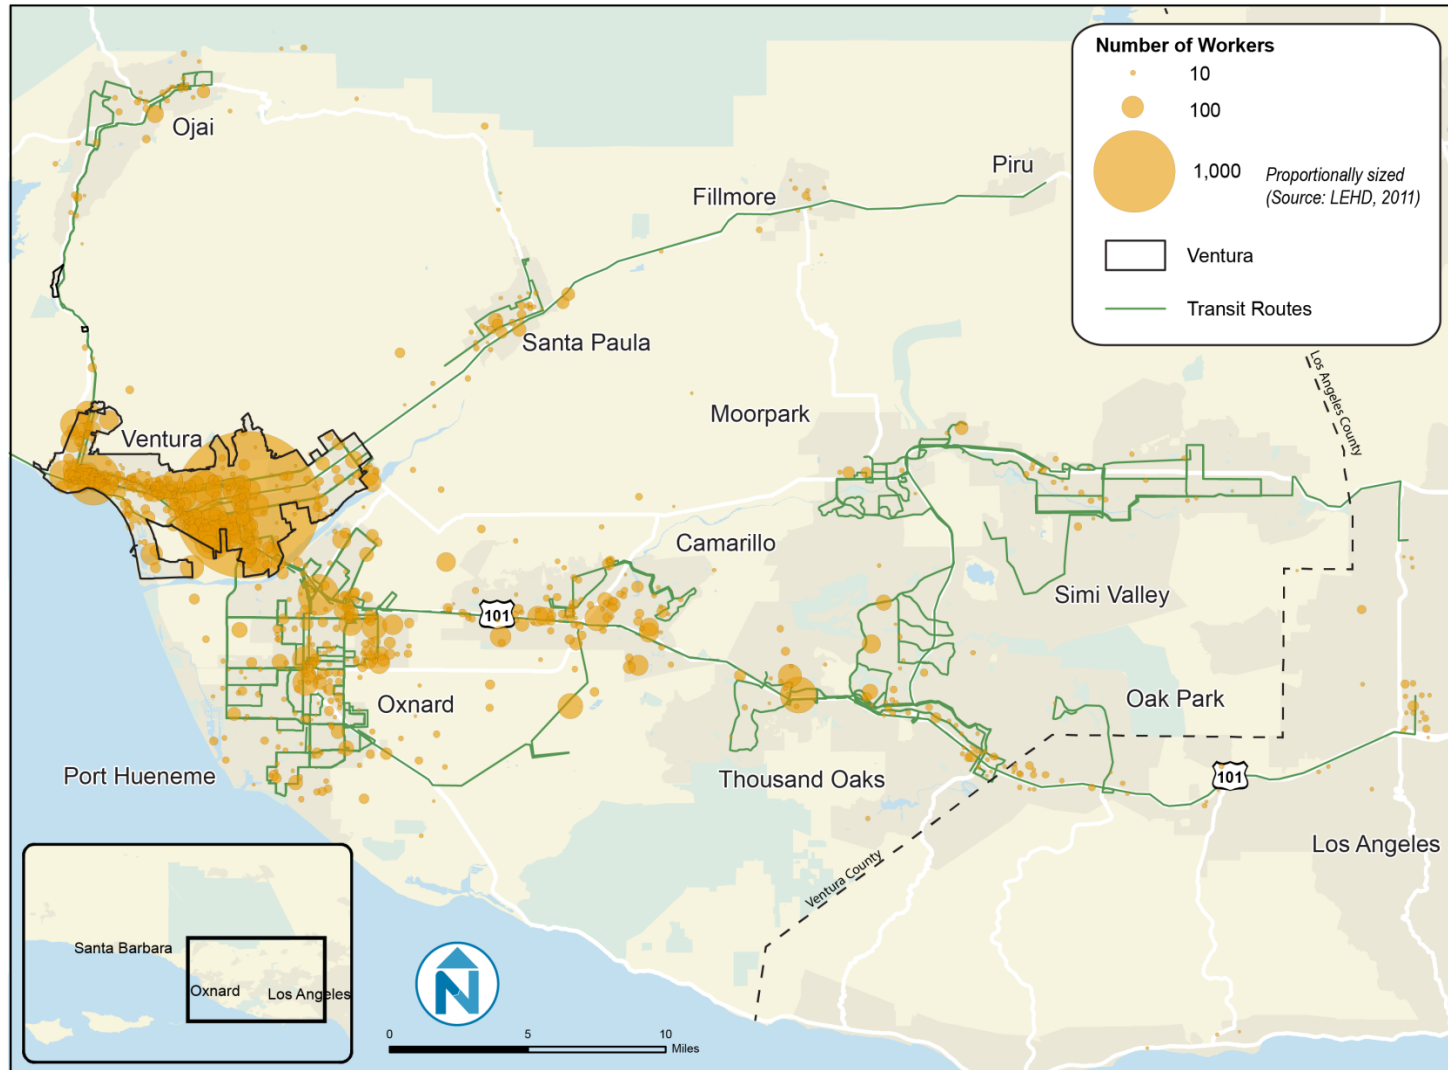 Number of Workers
10
100
1,000
Proportionally sized
(Source: LEHD, 2011)
Ventura
Transit Routes
Ojai
Piru
Fillmore
Santa Paula
Los Angeles County
Moorpark
Ventura
Camarillo
Simi Valley
101
Oak Park
Oxnard
Port Hueneme
Thousand Oaks
101
Los Angeles
Ventura County
Santa Barbara
Oxnard
Los Angeles
N
0 5 10
Miles